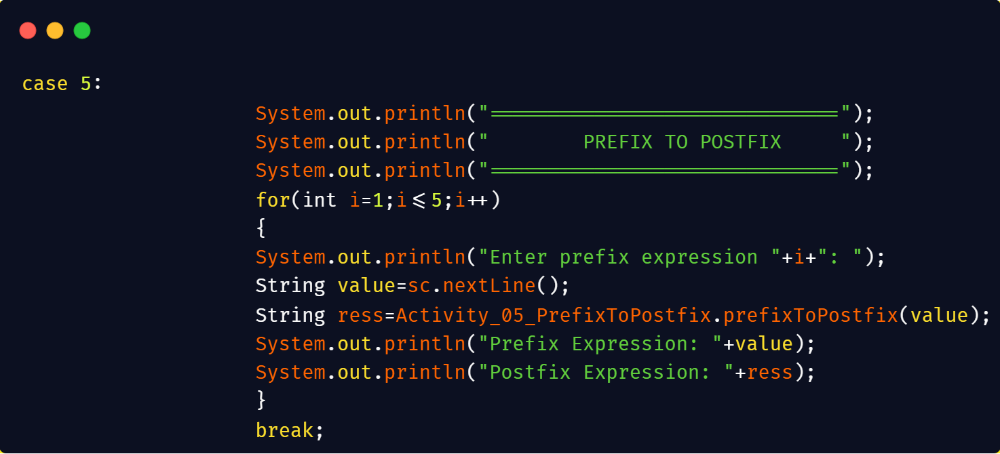 case 5:
System.out.println("==============================");
System.out.println("        PREFIX TO POSTFIX     ");
System.out.println("==============================");
for(int i=1;i<=5;i++)
{
System.out.println("Enter prefix expression "+i+": ");
String value=sc.nextLine();
String ress=Activity_05_PrefixToPostfix.prefixToPostfix(value);
System.out.println("Prefix Expression: "+value);
System.out.println("Postfix Expression: "+ress);
}
break;